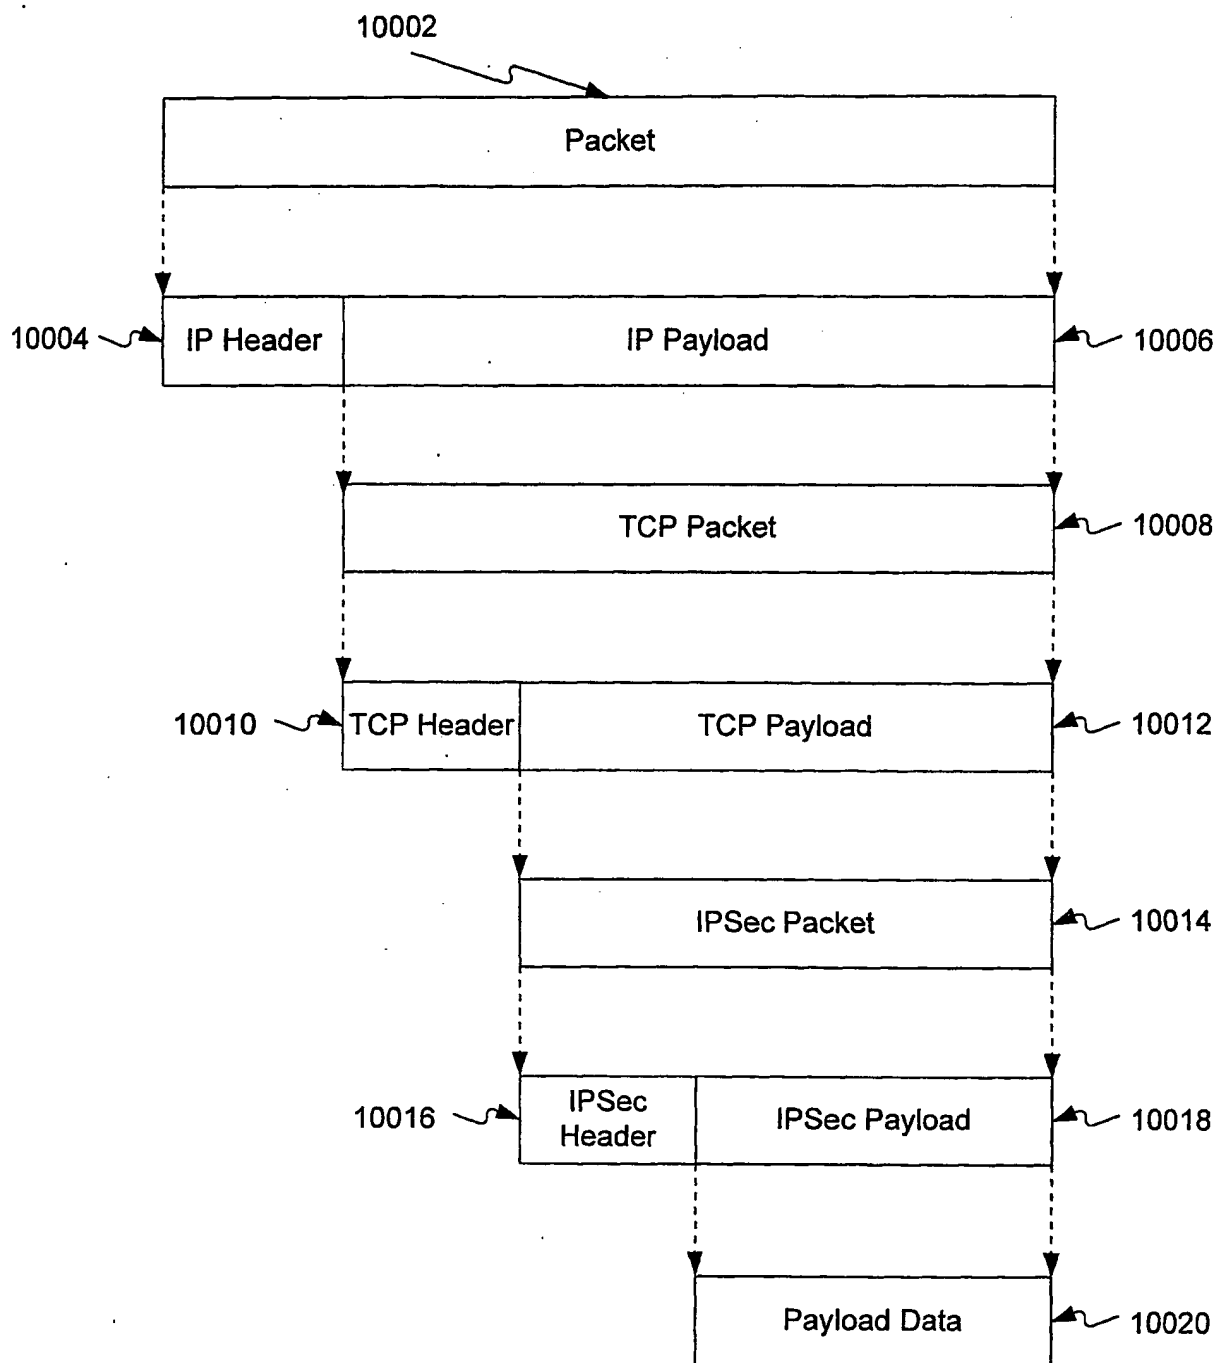 10002
Packet
10004
IP Header
IP Payload
10006
TCP Packet
10008
10010
TCP Header
TCP Payload
10012
IPSec Packet
10014
10016
IPSec
Header
IPSec Payload
10018
Payload Data
10020